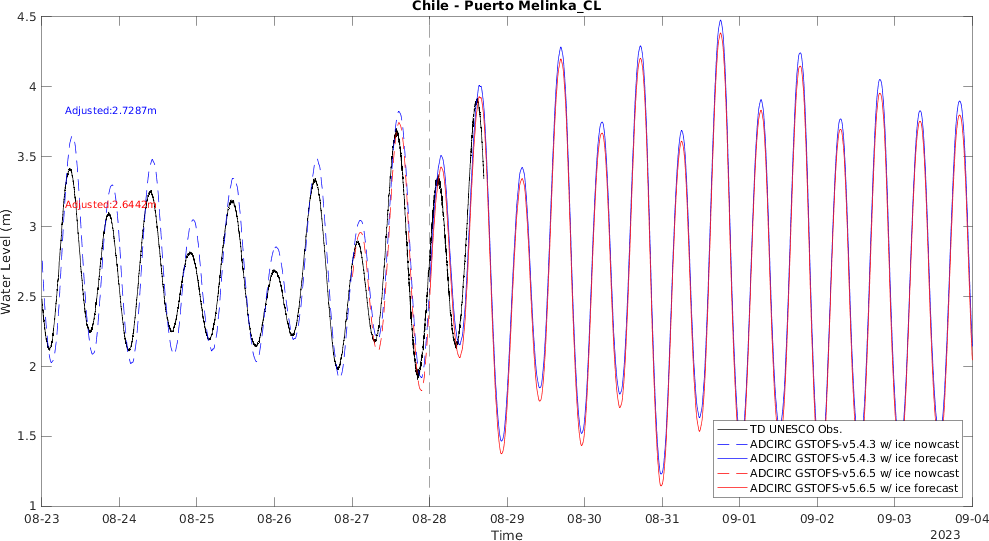 Chile - Puerto Melinka_CL
4.5
4
3.5
3
2.5
2
1.5
1
Water Level (m)
Adjusted:2.7287m
Adjusted:2.6442m
TD UNESCO Obs.
ADCIRC GSTOFS-v5.4.3 w/ ice nowcast
ADCIRC GSTOFS-v5.4.3 w/ ice forecast
ADCIRC GSTOFS-v5.6.5 w/ ice nowcast
ADCIRC GSTOFS-v5.6.5 w/ ice forecast
08-23 08-24 08-25 08-26 08-27 08-28 08-29 08-30 08-31 09-01 09-02 09-03 09-04
Time
2023